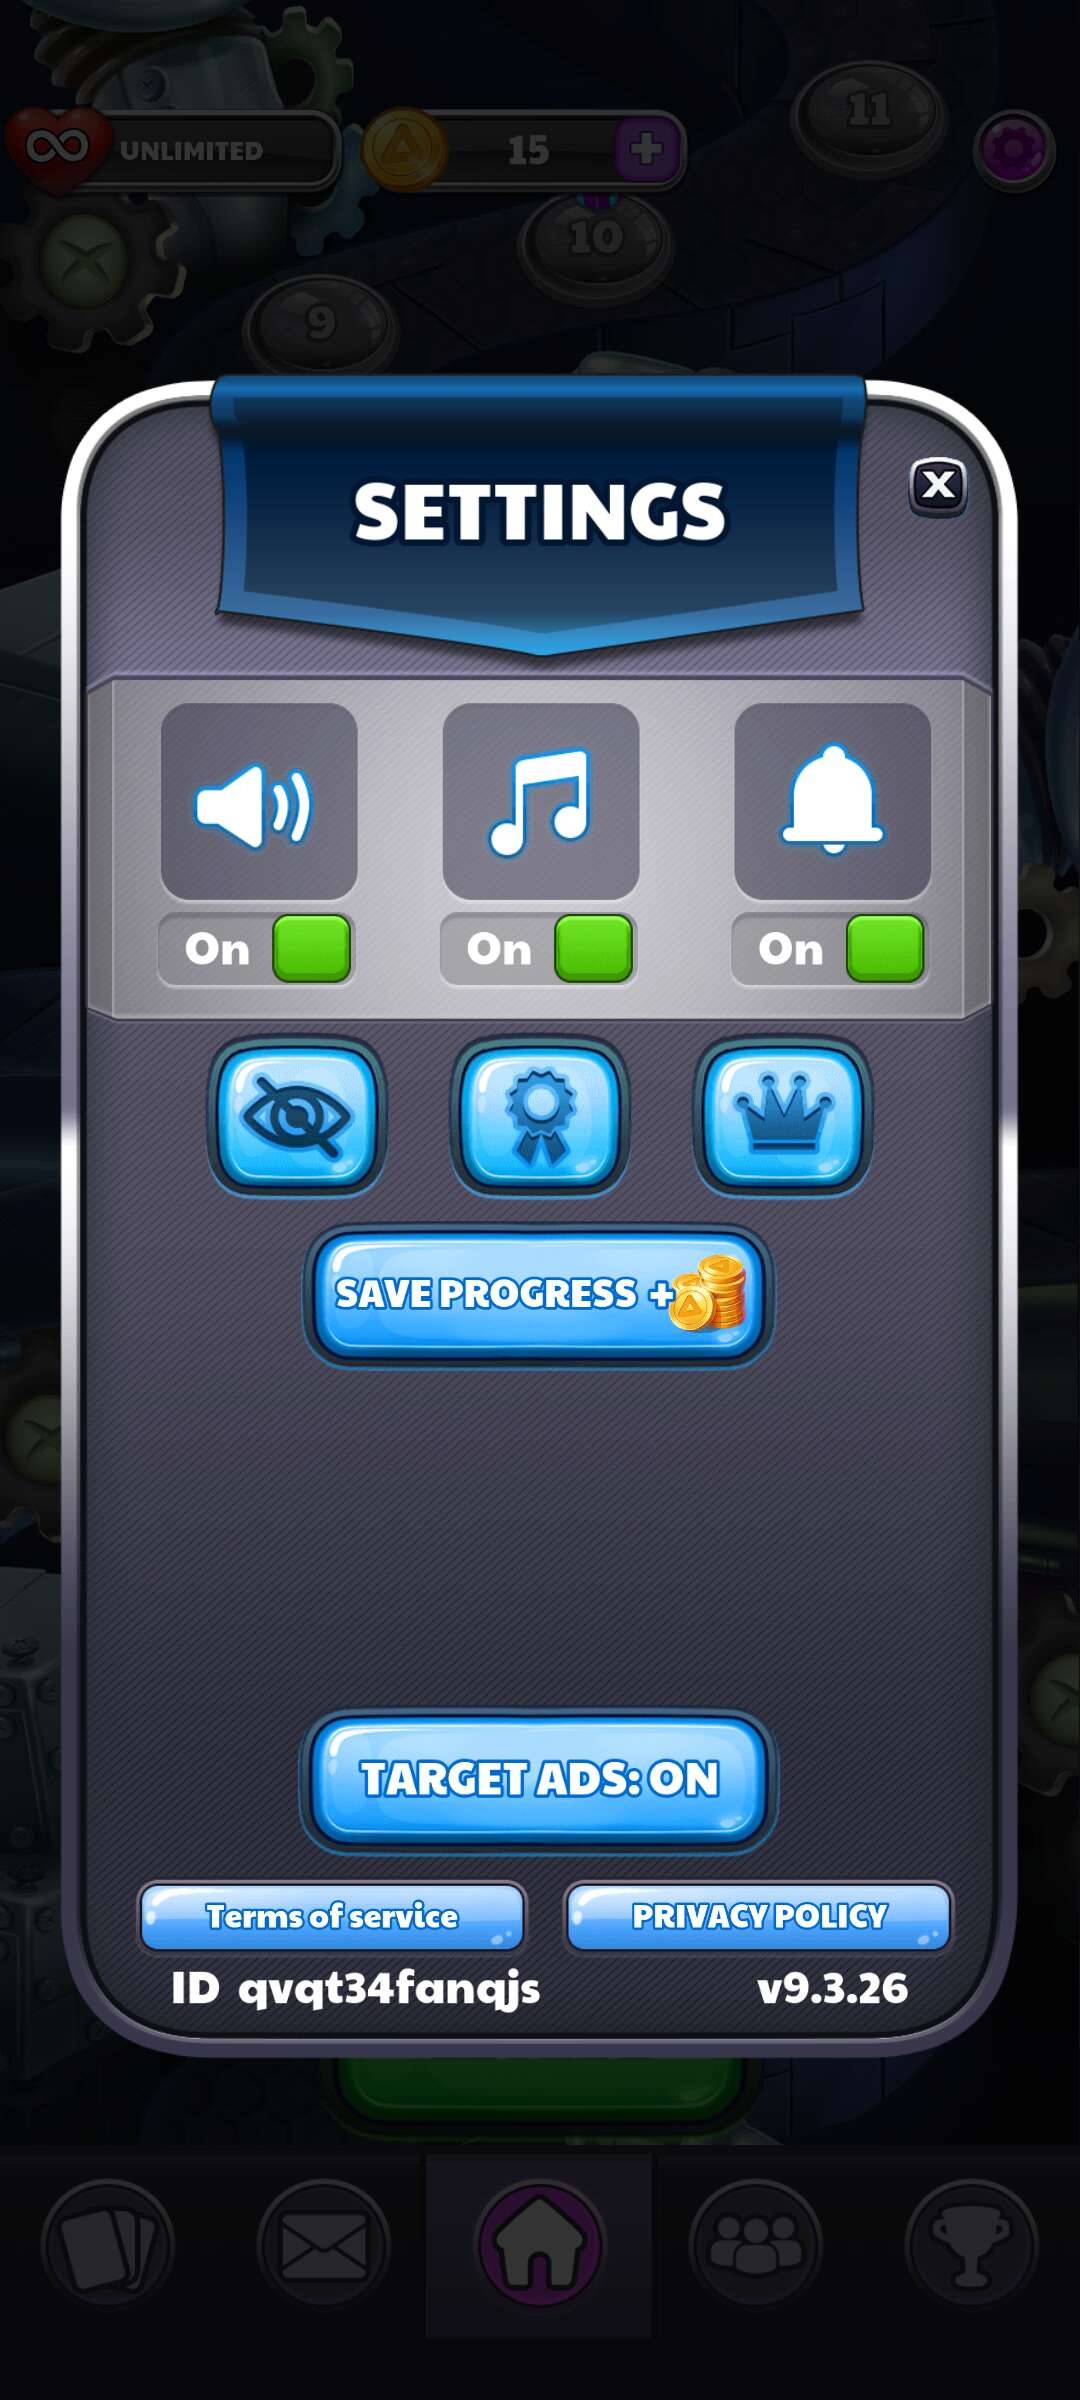 UNLIMITED
15
11
10
9
SETTINGS
On
On
On
SAVE PROGRESS +
TARGET ADS: ON
Terms of service
PRIVACY POLICY
ID qvqt34fanqjs
v9.3.26